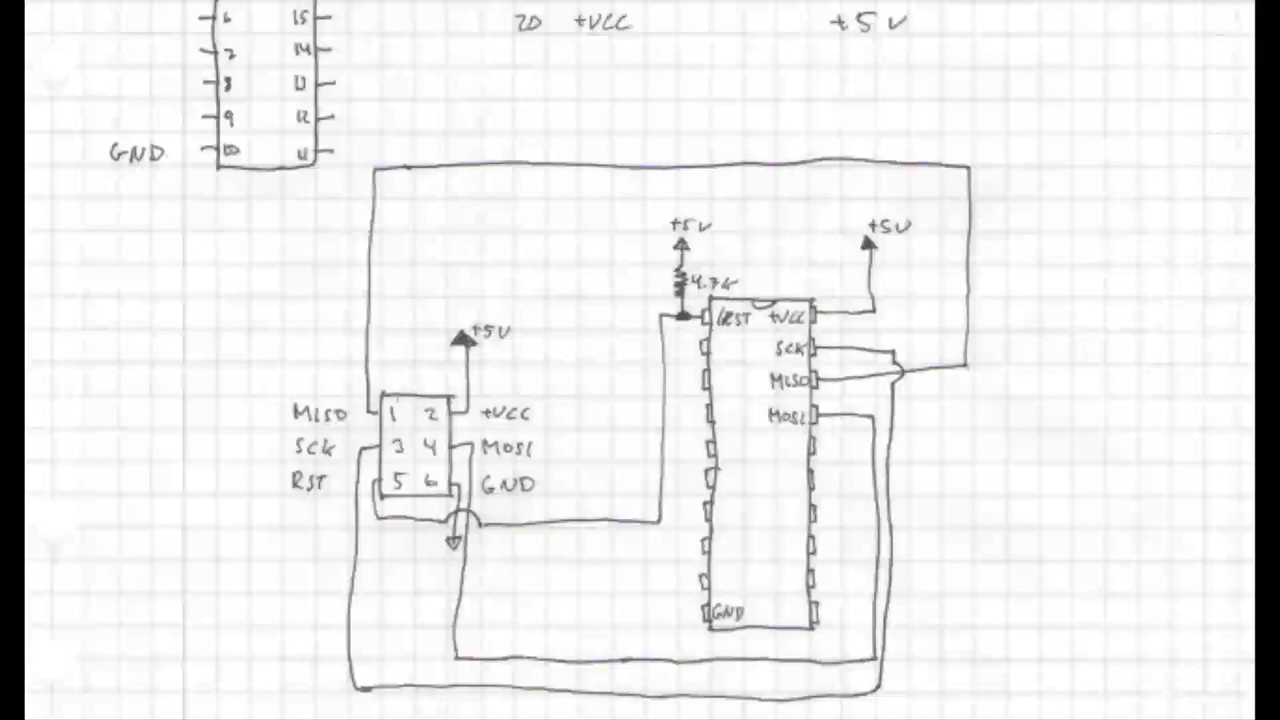 6 15 20 +VCC +5V
7 14
8 13
9 12
GND 10 11
+5V +5V
4.7K
/RST +VCC
+5V SCK
MISO
MISO 1 2 +VCC MOSI
SCK 3 4 MOSI
RST 5 6 GND
GND